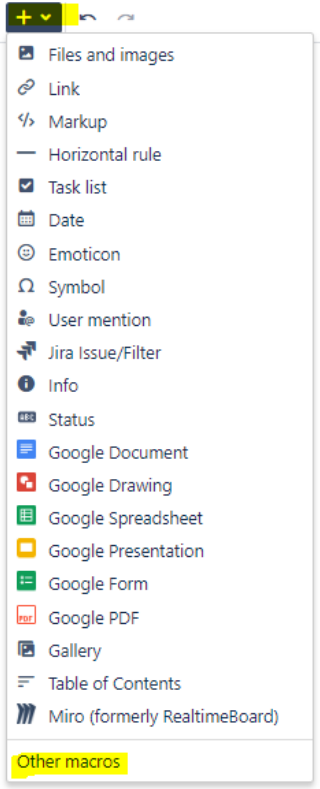 Files and images
Link
Markup
Horizontal rule
Task list
Date
Emoticon
Symbol
User mention
Jira Issue/Filter
Info
ABC Status
Google Document
Google Drawing
Google Spreadsheet
Google Presentation
Google Form
PDF Google PDF
Gallery
Table of Contents
Miro (formerly RealtimeBoard)
Other macros